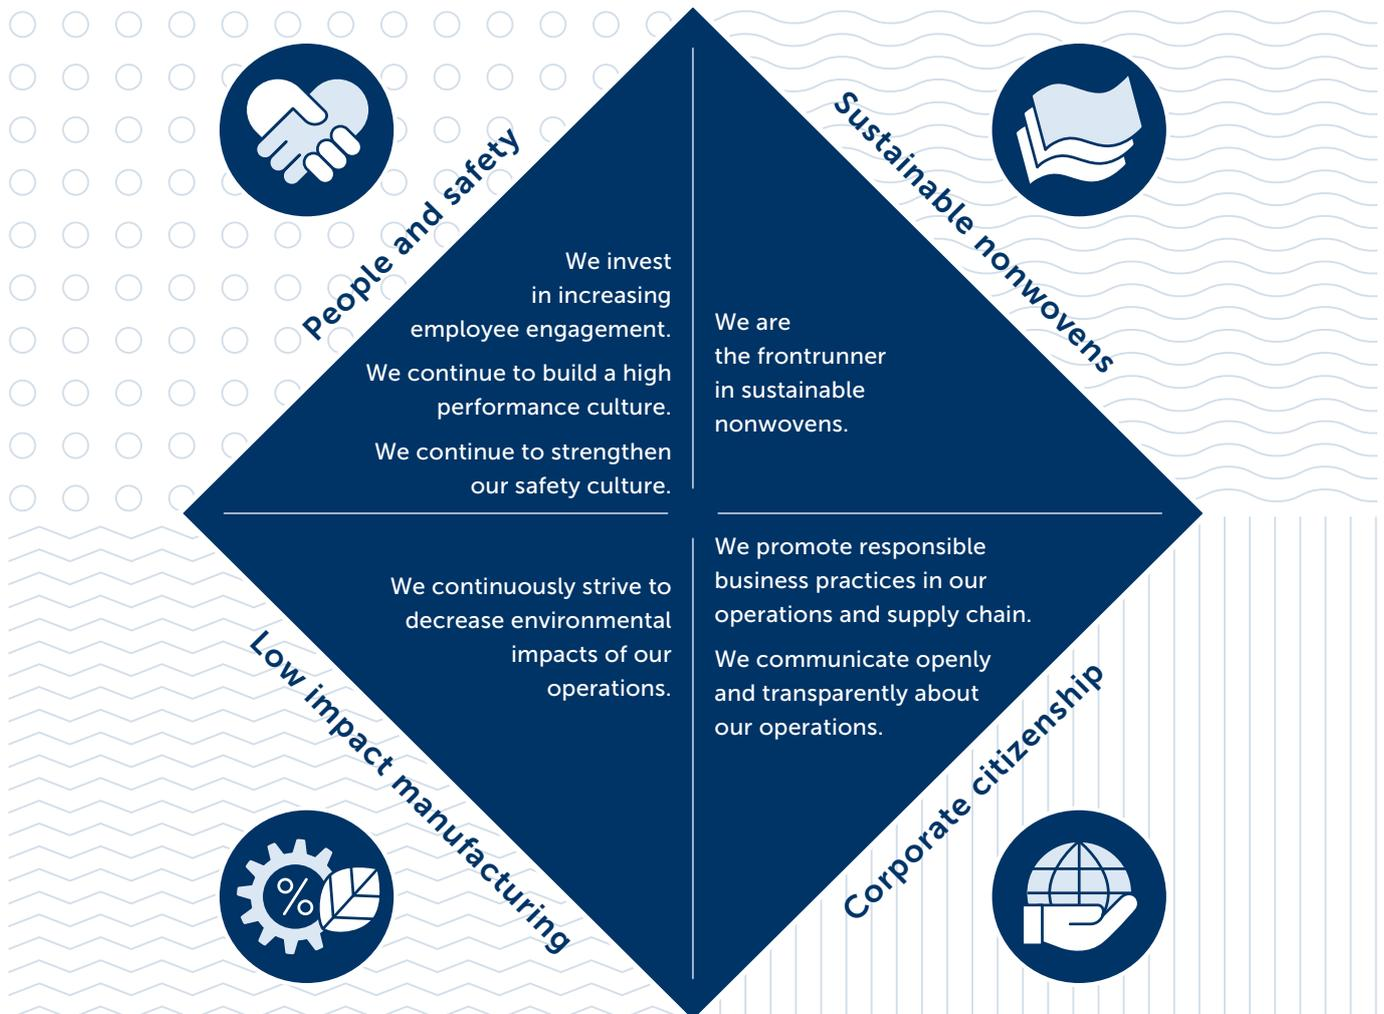 People and safety
We invest
in increasing
employee engagement.
We continue to build a high
performance culture.
We continue to strengthen
our safety culture.
Sustainable nonwovens
We are
the frontrunner
in sustainable
nonwovens.
Low impact manufacturing
We continuously strive to
decrease environmental
impacts of our
operations.
Corporate citizenship
We promote responsible
business practices in our
operations and supply chain.
We communicate openly
and transparently about
our operations.
%